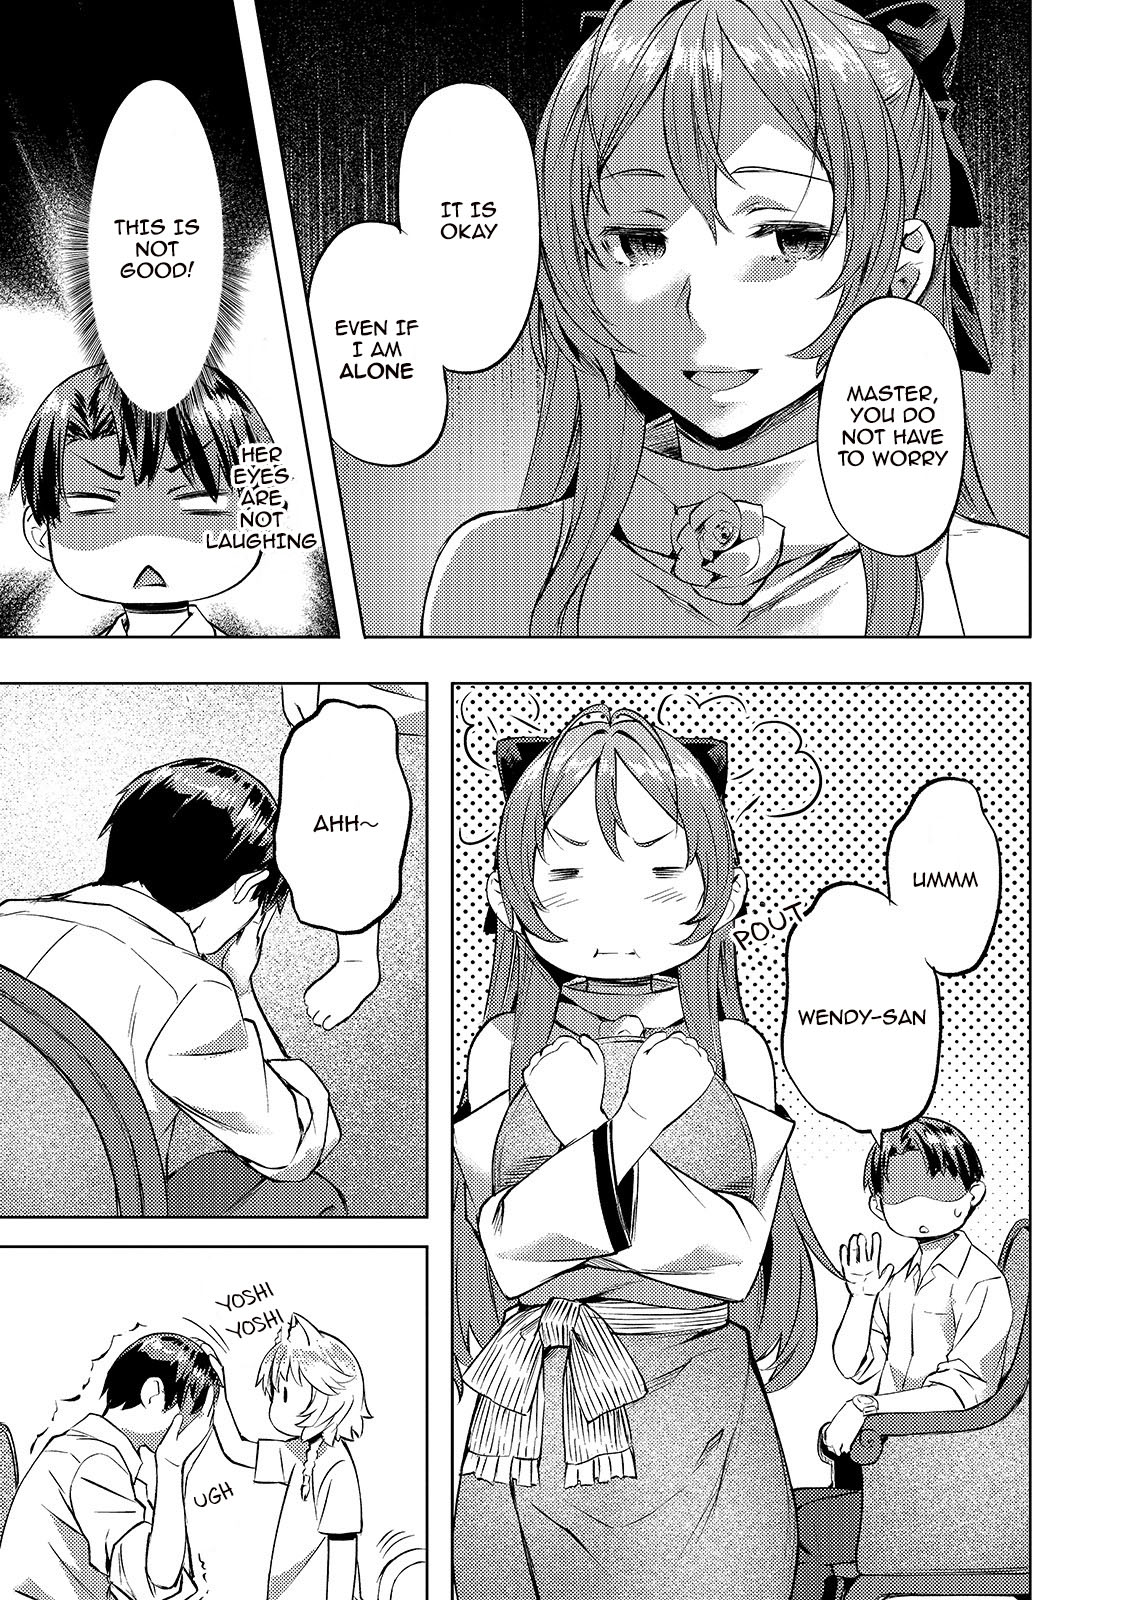 MASTER,
YOU DO
NOT HAVE
TO WORRY
IT IS
OKAY
EVEN IF
I AM
ALONE
THIS IS
NOT
GOOD!
HER
EYES
ARE
NOT
LAUGHING
UMMM
WENDY-SAN
POUT
AHH~
YOSHI
YOSHI
UGH